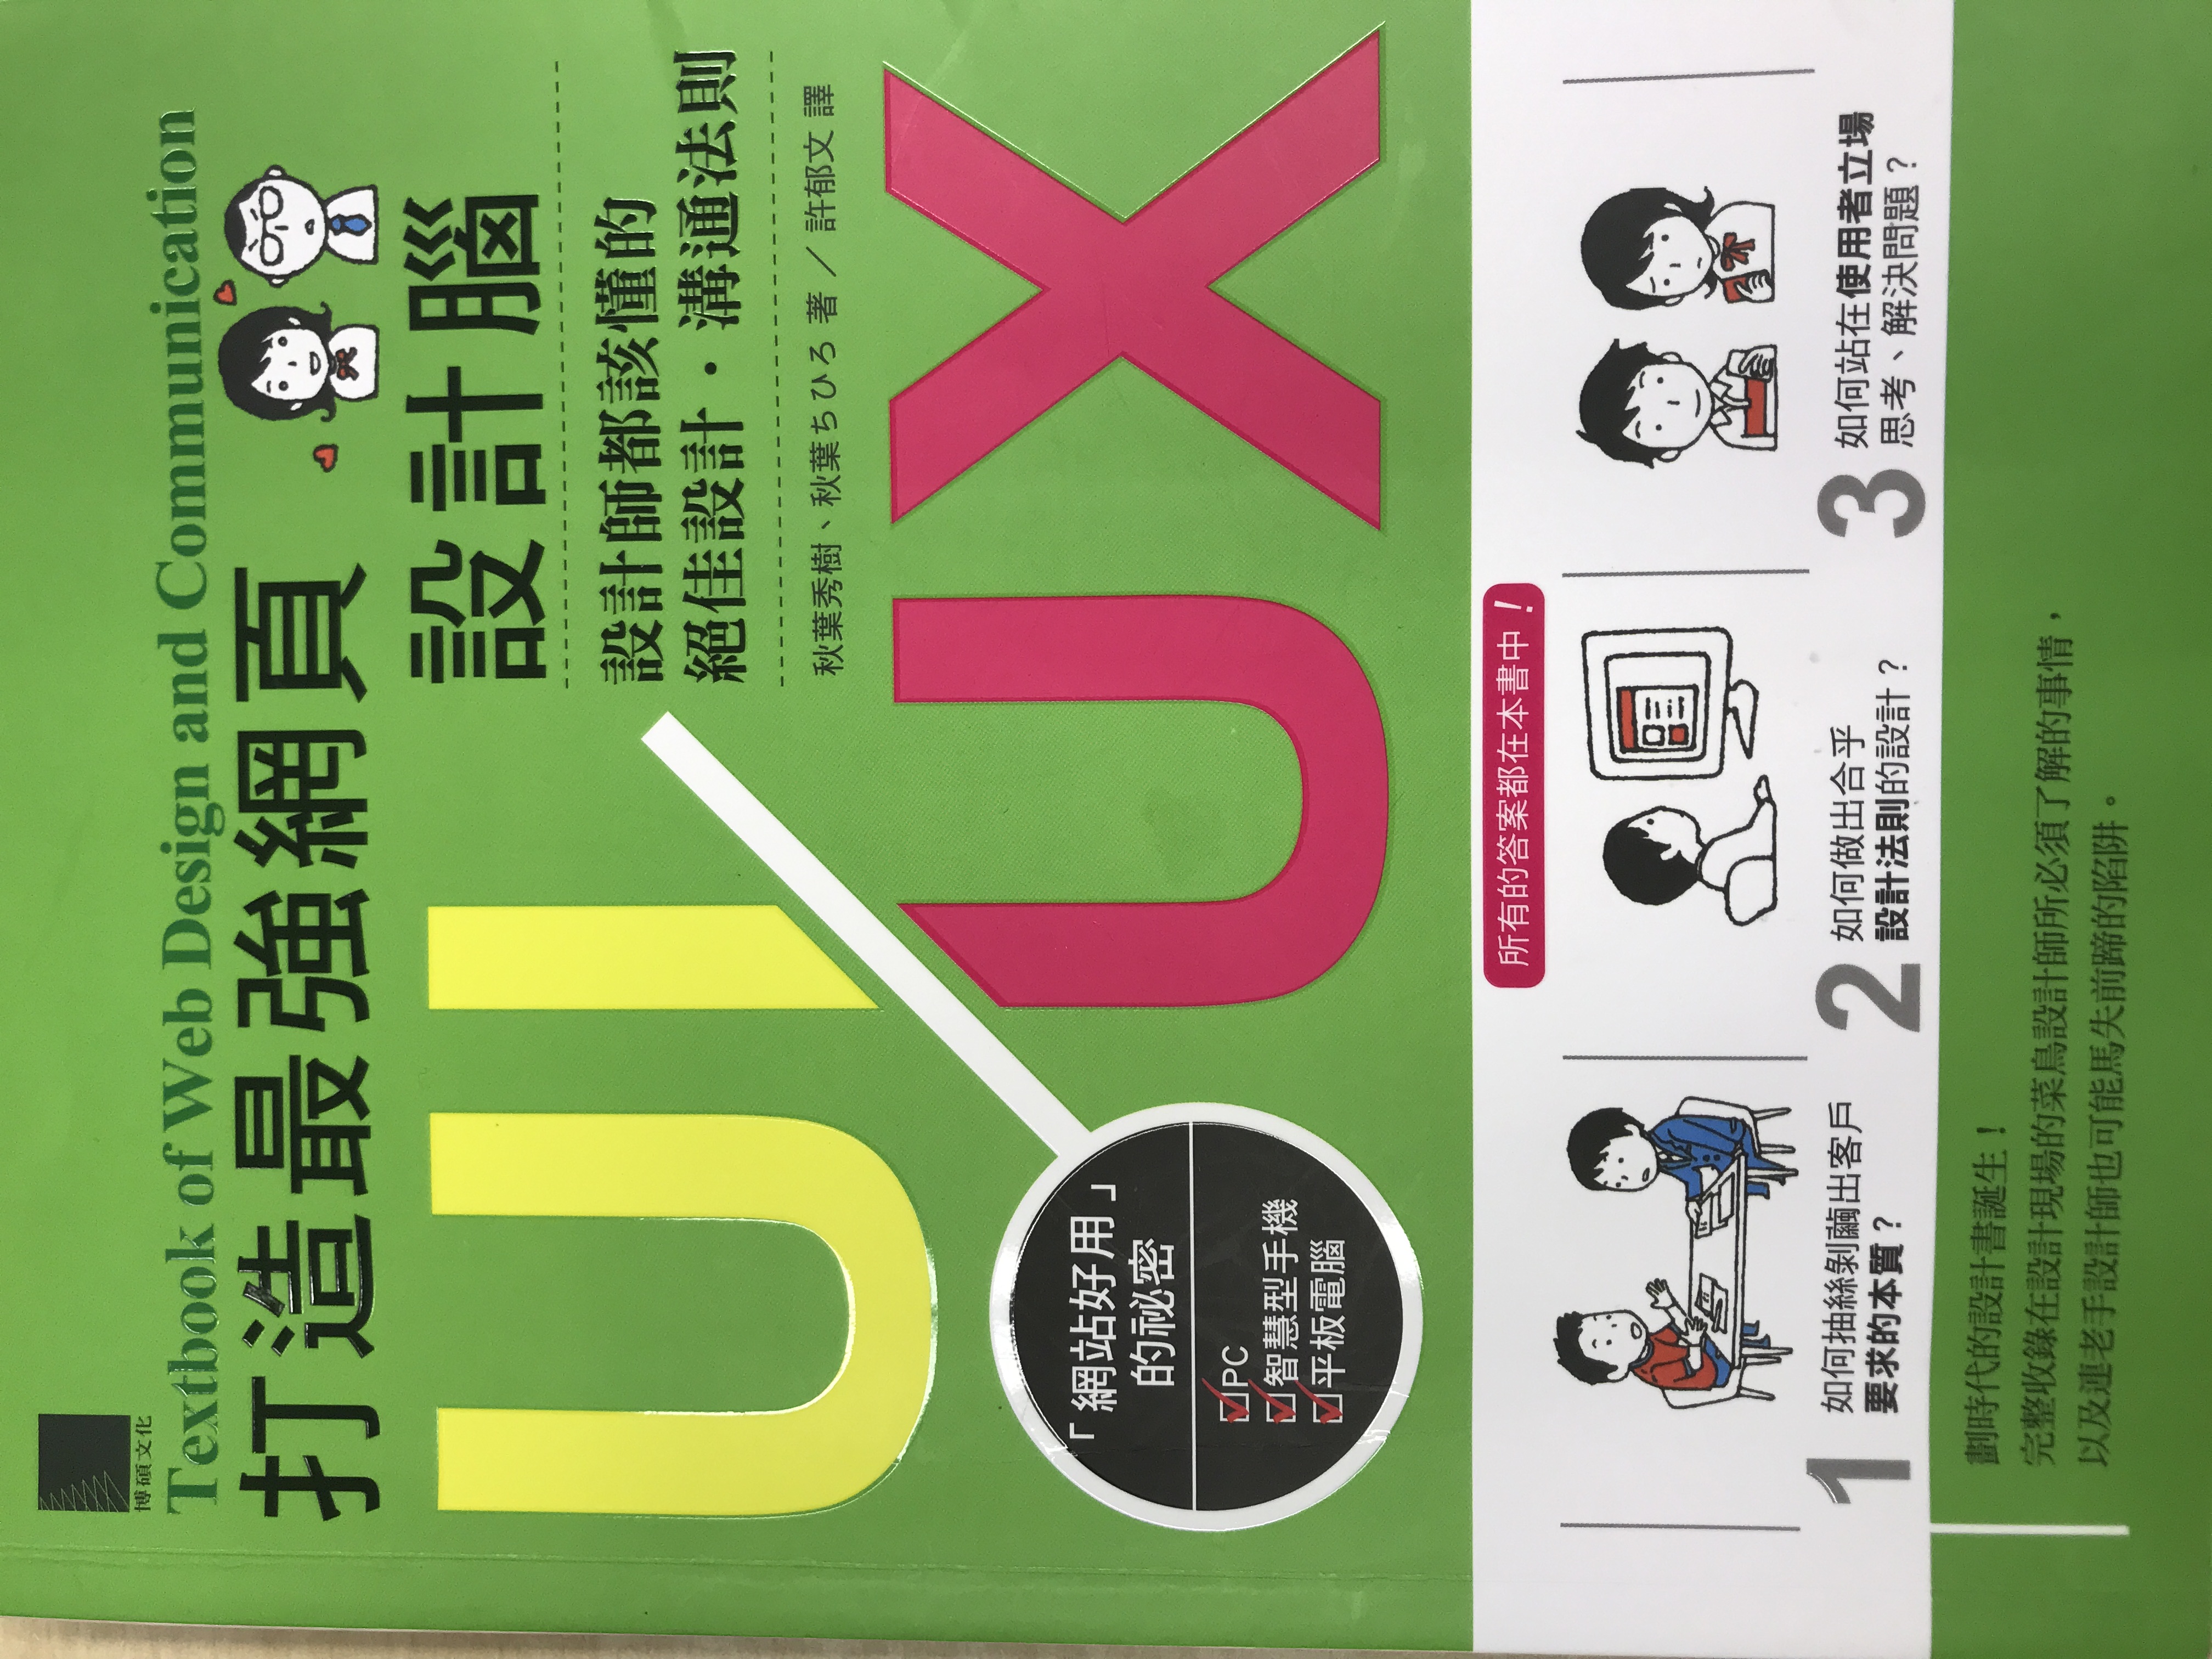 博碩文化
Textbook of Web Design and Communication
打造最強網頁
設計腦
UI
UX
設計師都該懂的
絕佳設計・溝通法則
秋葉秀樹、秋葉ちひろ 著 / 許郁文 譯
「網站好用」
的祕密
PC
智慧型手機
平板電腦
所有的答案都在本書中！
1
如何抽絲剝繭出客戶
要求的本質？
2
如何做出合乎
設計法則的設計？
3
如何站在使用者立場
思考、解決問題？
劃時代的設計書誕生！
完整收錄在設計現場的菜鳥設計師所必須了解的事情，
以及連老手設計師也可能馬失前蹄的陷阱。